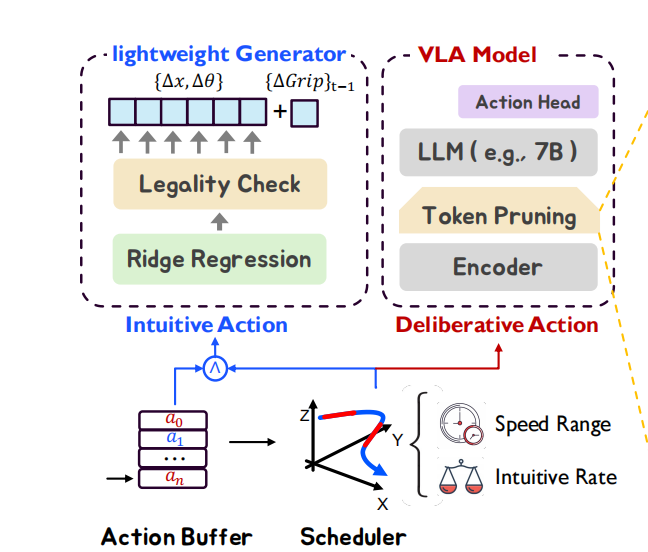 lightweight Generator
{Δx, Δθ}
{ΔGrip}t−1
+
Legality Check
Ridge Regression
Intuitive Action
VLA Model
Action Head
LLM ( e.g., 7B )
Token Pruning
Encoder
Deliberative Action
∧
a0
a1
...
an
Action Buffer
Z
Y
X
Scheduler
Speed Range
Intuitive Rate